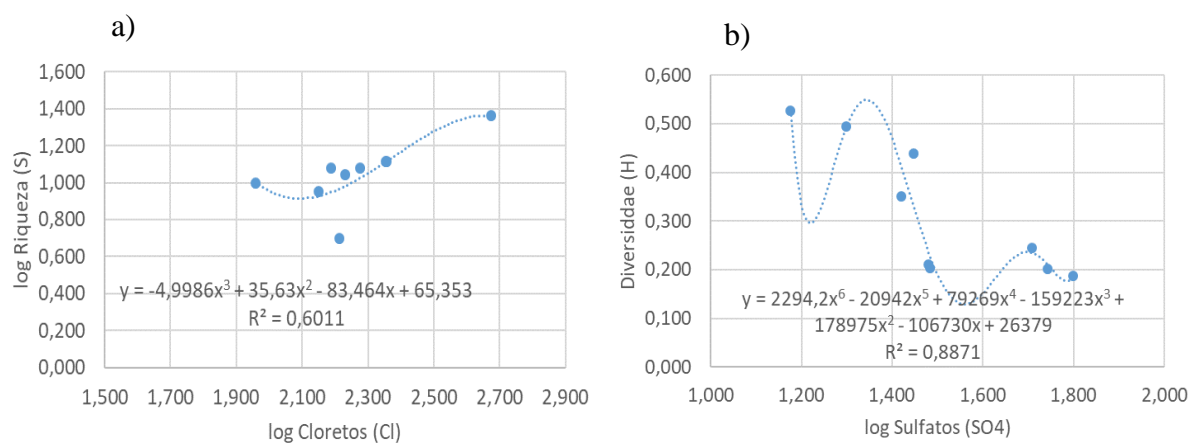 a)
1,600
1,400
1,200
1,000
0,800
0,600
0,400
0,200
0,000
log Riqueza (S)
y = -4,9986x³ + 35,63x² - 83,464x + 65,353
R² = 0,6011
1,500 1,700 1,900 2,100 2,300 2,500 2,700 2,900
log Cloretos (Cl)
b)
0,600
0,500
0,400
0,300
0,200
0,100
0,000
Diversiddae (H)
y = 2294,2x⁶ - 20942x⁵ + 79269x⁴ - 159223x³ +
178975x² - 106730x + 26379
R² = 0,8871
1,000 1,200 1,400 1,600 1,800 2,000
log Sulfatos (SO4)